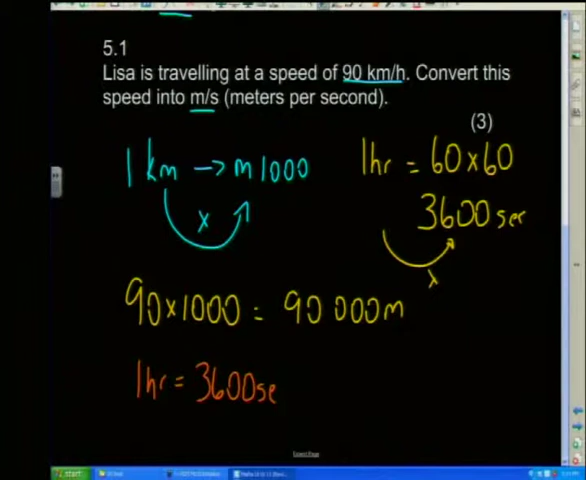 5.1
Lisa is travelling at a speed of 90 km/h. Convert this
speed into m/s (meters per second).
(3)
1 km → m 1000
x
1hr = 60 x 60
3600 sec
x
90 x 1000 = 90 000m
1hr = 3600se
start